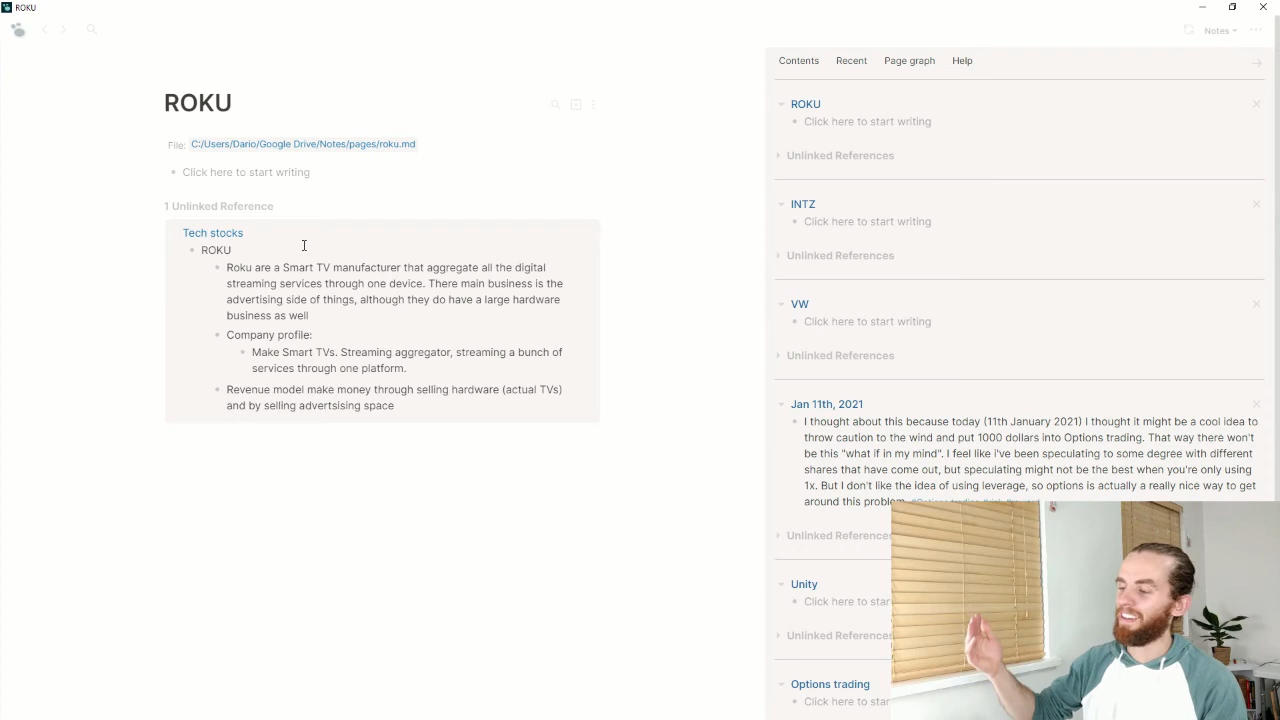 ROKU
Notes
ROKU
File: C:/Users/Dario/Google Drive/Notes/pages/roku.md
Click here to start writing
1 Unlinked Reference
Tech stocks
ROKU
Roku are a Smart TV manufacturer that aggregate all the digital
streaming services through one device. There main business is the
advertising side of things, although they do have a large hardware
business as well
Company profile:
Make Smart TVs. Streaming aggregator, streaming a bunch of
services through one platform.
Revenue model make money through selling hardware (actual TVs)
and by selling advertsising space
Contents Recent Page graph Help
ROKU
Click here to start writing
Unlinked References
INTZ
Click here to start writing
Unlinked References
VW
Click here to start writing
Unlinked References
Jan 11th, 2021
I thought about this because today (11th January 2021) I thought it might be a cool idea to
throw caution to the wind and put 1000 dollars into Options trading. That way there won't
be this "what if in my mind". I feel like i've been speculating to some degree with different
shares that have come out, but speculating might not be the best when you're only using
1x. But I don't like the idea of using leverage, so options is actually a really nice way to get
around this problem
Unlinked References
Unity
Click here to star
Unlinked References
Options trading
Click here to star